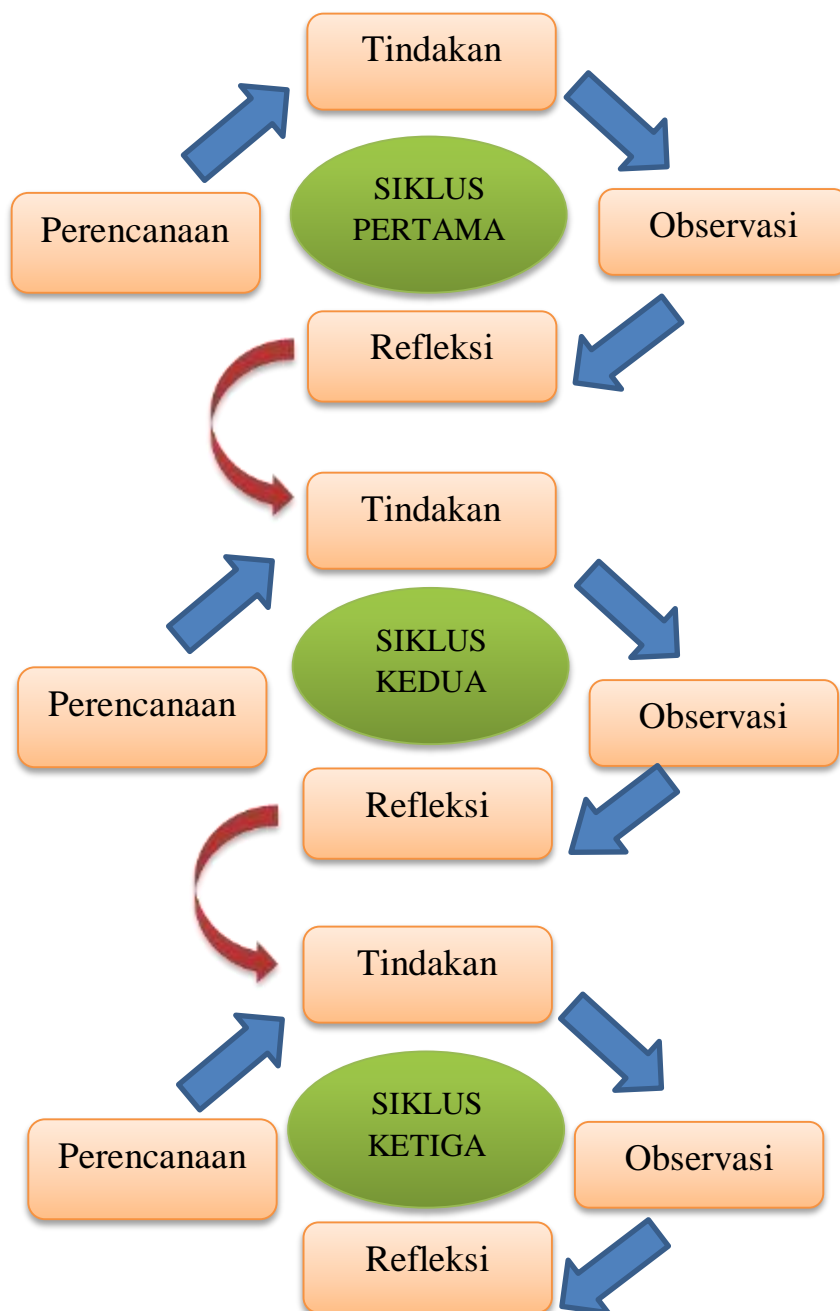 Tindakan
SIKLUS
PERTAMA
Perencanaan
Observasi
Refleksi
Tindakan
SIKLUS
KEDUA
Perencanaan
Observasi
Refleksi
Tindakan
SIKLUS
KETIGA
Perencanaan
Observasi
Refleksi